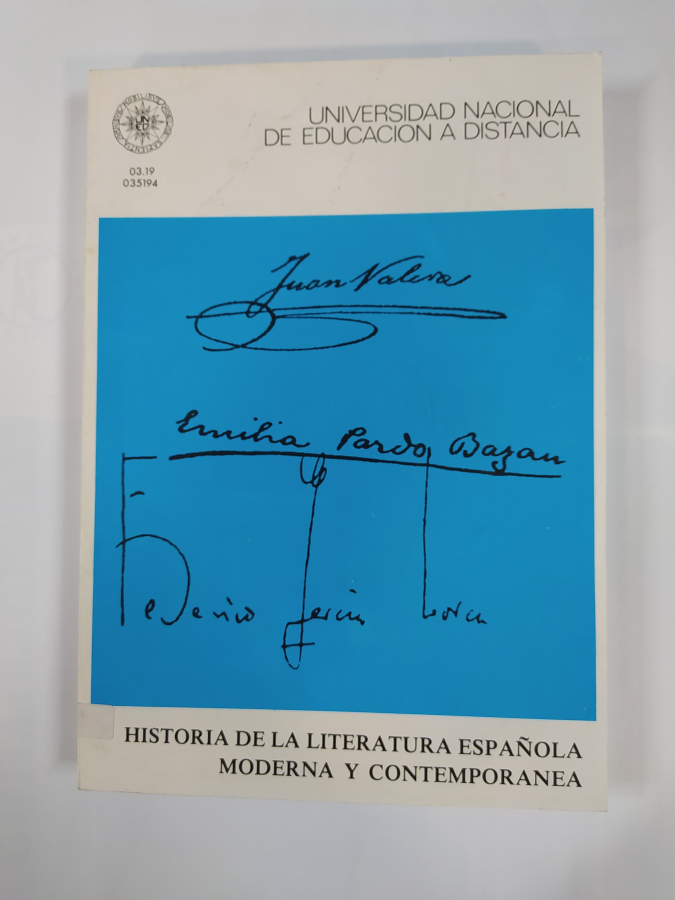 UNIVERSIDAD NACIONAL
DE EDUCACION A DISTANCIA
03.19
035194
Juan Valera
Emilia Pardo Bazan
Federico García Lorca
HISTORIA DE LA LITERATURA ESPAÑOLA
MODERNA Y CONTEMPORANEA